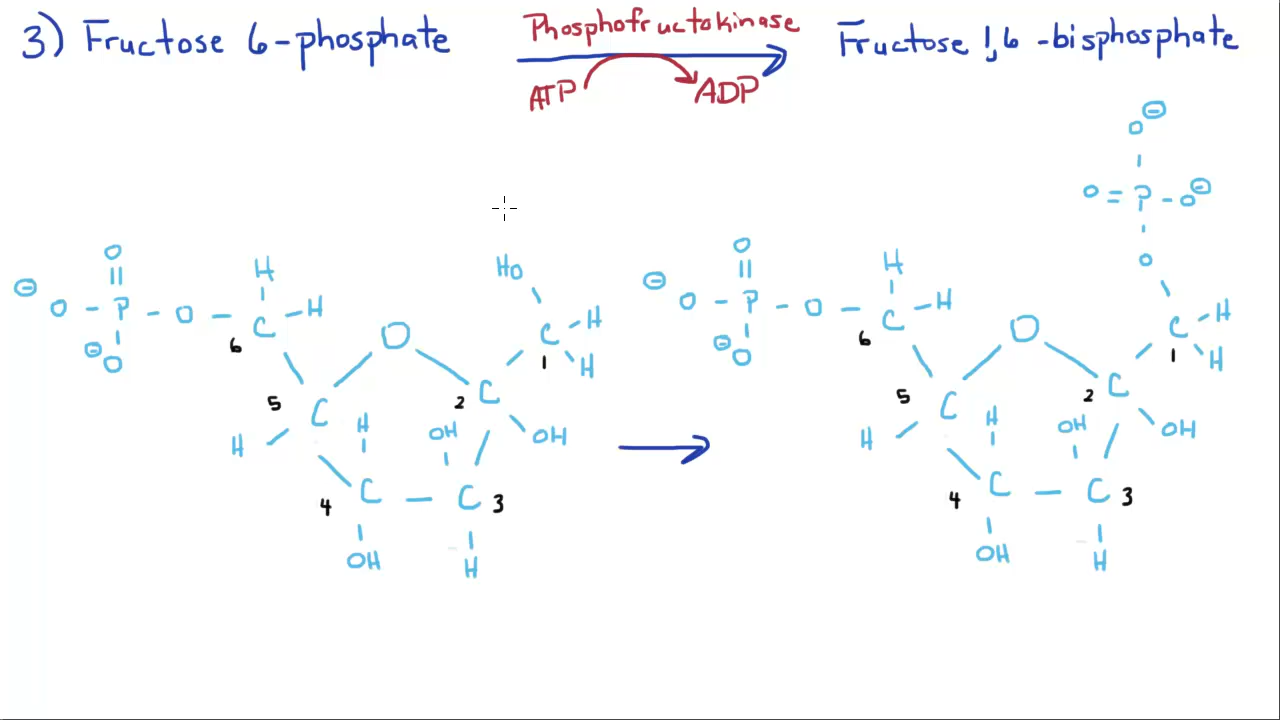 3) Fructose 6-phosphate
Phosphofructokinase
Fructose 1,6 -bisphosphate
ATP
ADP
O ⊖
O = P - O ⊖
O
O
H
HO
⊖ O - P - O - C - H
⊖ O
6
O
C - H
H
1
5
C
H
H
2
C
OH
OH
4
C - C
3
OH
H
O
H
⊖ O - P - O - C - H
⊖ O
6
O
C - H
H
1
5
C
H
H
2
C
OH
OH
4
C - C
3
OH
H